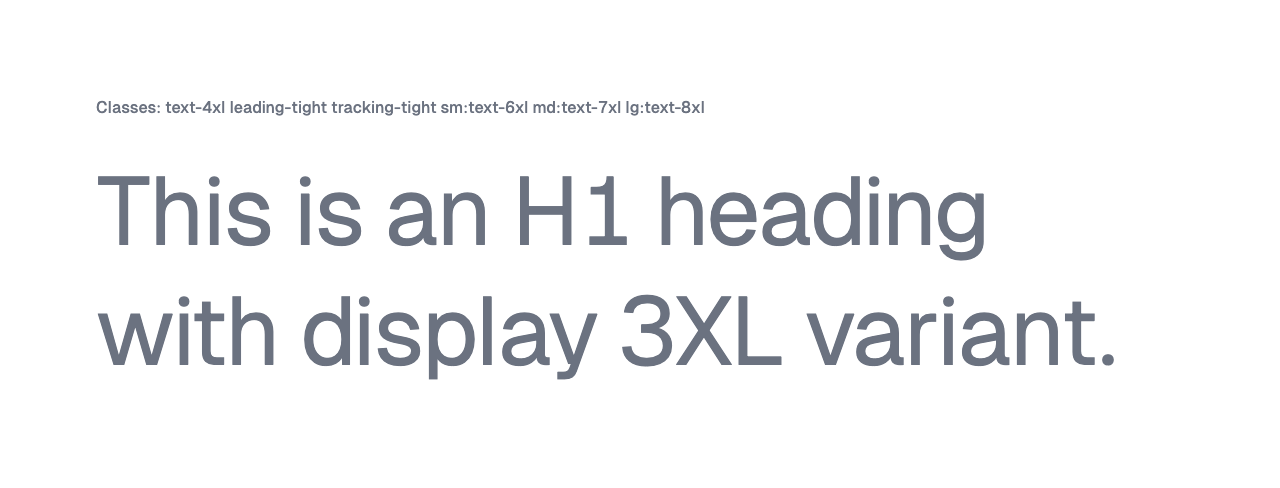 Classes: text-4xl leading-tight tracking-tight sm:text-6xl md:text-7xl lg:text-8xl
This is an H1 heading
with display 3XL variant.